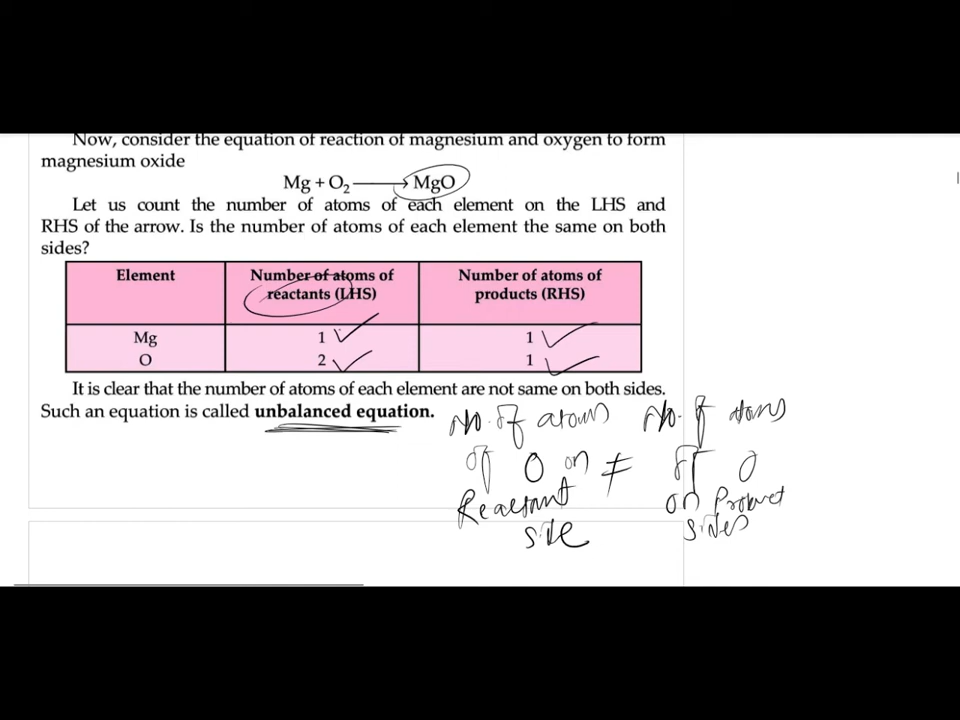 Now, consider the equation of reaction of magnesium and oxygen to form
magnesium oxide
Mg + O₂ ⟶ MgO
Let us count the number of atoms of each element on the LHS and
RHS of the arrow. Is the number of atoms of each element the same on both
sides?
Element Number of atoms of reactants (LHS) Number of atoms of products (RHS)
Mg 1 1
O 2 1
It is clear that the number of atoms of each element are not same on both sides.
Such an equation is called unbalanced equation.
No. of atoms No. of atoms
of O on ≠ of O
Reactant on Product
side sides